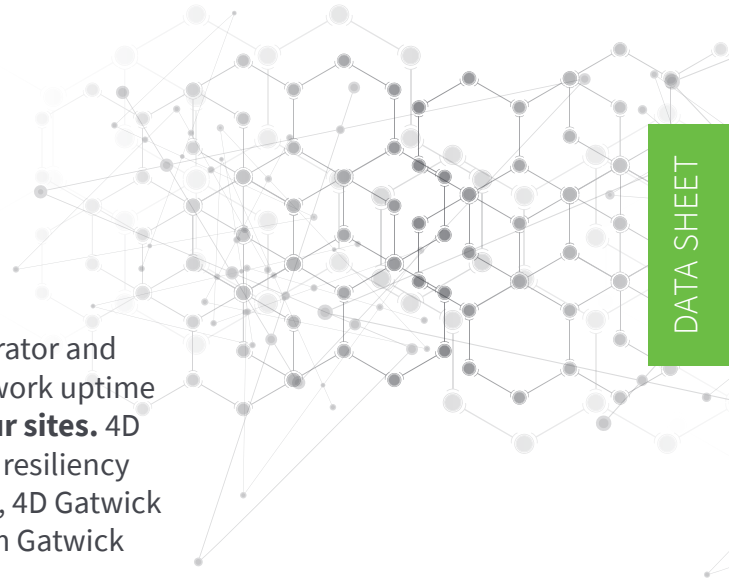 DATA SHEET
rator and
work uptime
ur sites. 4D
resiliency
, 4D Gatwick
n Gatwick